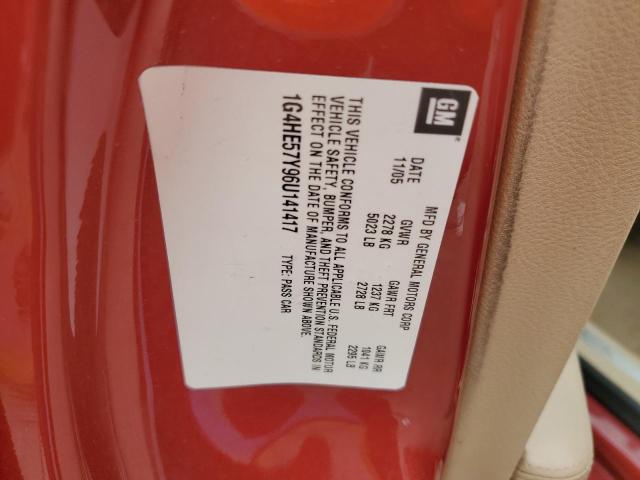 GM®
MFD BY GENERAL MOTORS CORP
DATE GVWR GAWR FRT GAWR RR
11/05 2278 KG 1237 KG 1041 KG
5023 LB 2728 LB 2295 LB
THIS VEHICLE CONFORMS TO ALL APPLICABLE U.S. FEDERAL MOTOR
VEHICLE SAFETY, BUMPER, AND THEFT PREVENTION STANDARDS IN
EFFECT ON THE DATE OF MANUFACTURE SHOWN ABOVE.
1G4HE57Y96U141417 TYPE: PASS CAR